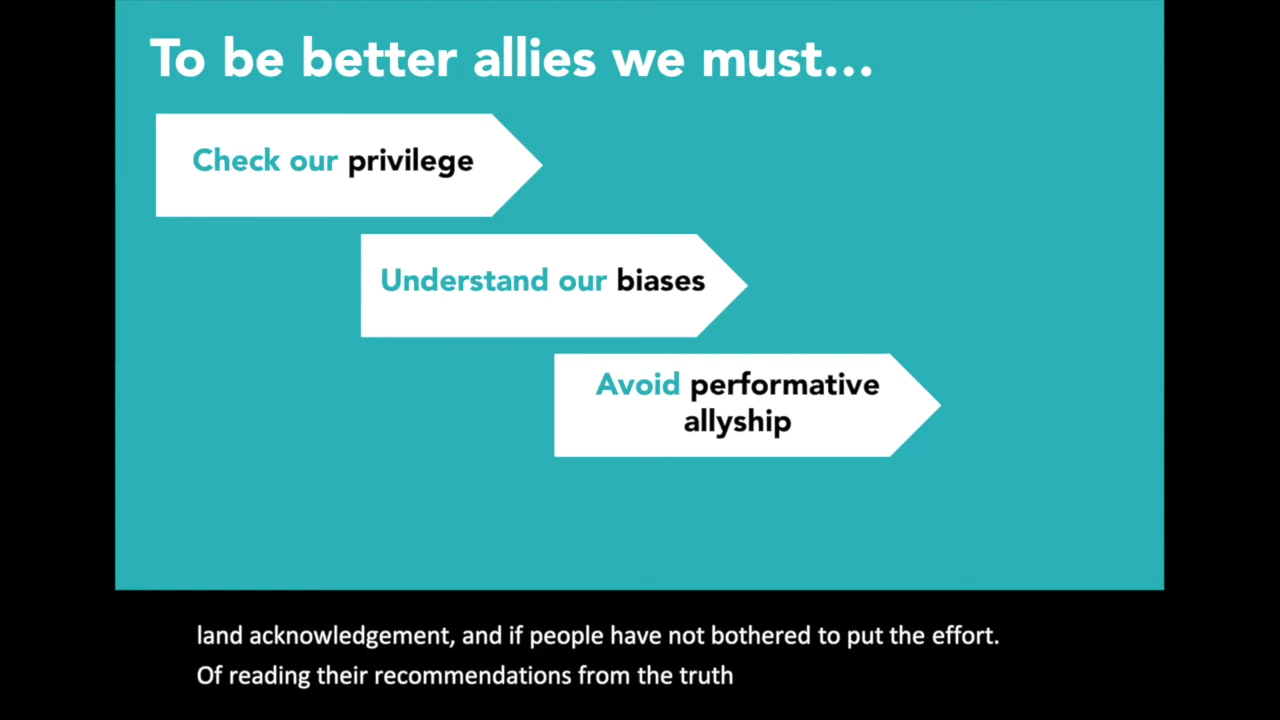 To be better allies we must...
Check our privilege
Understand our biases
Avoid performative
allyship
land acknowledgement, and if people have not bothered to put the effort.
Of reading their recommendations from the truth